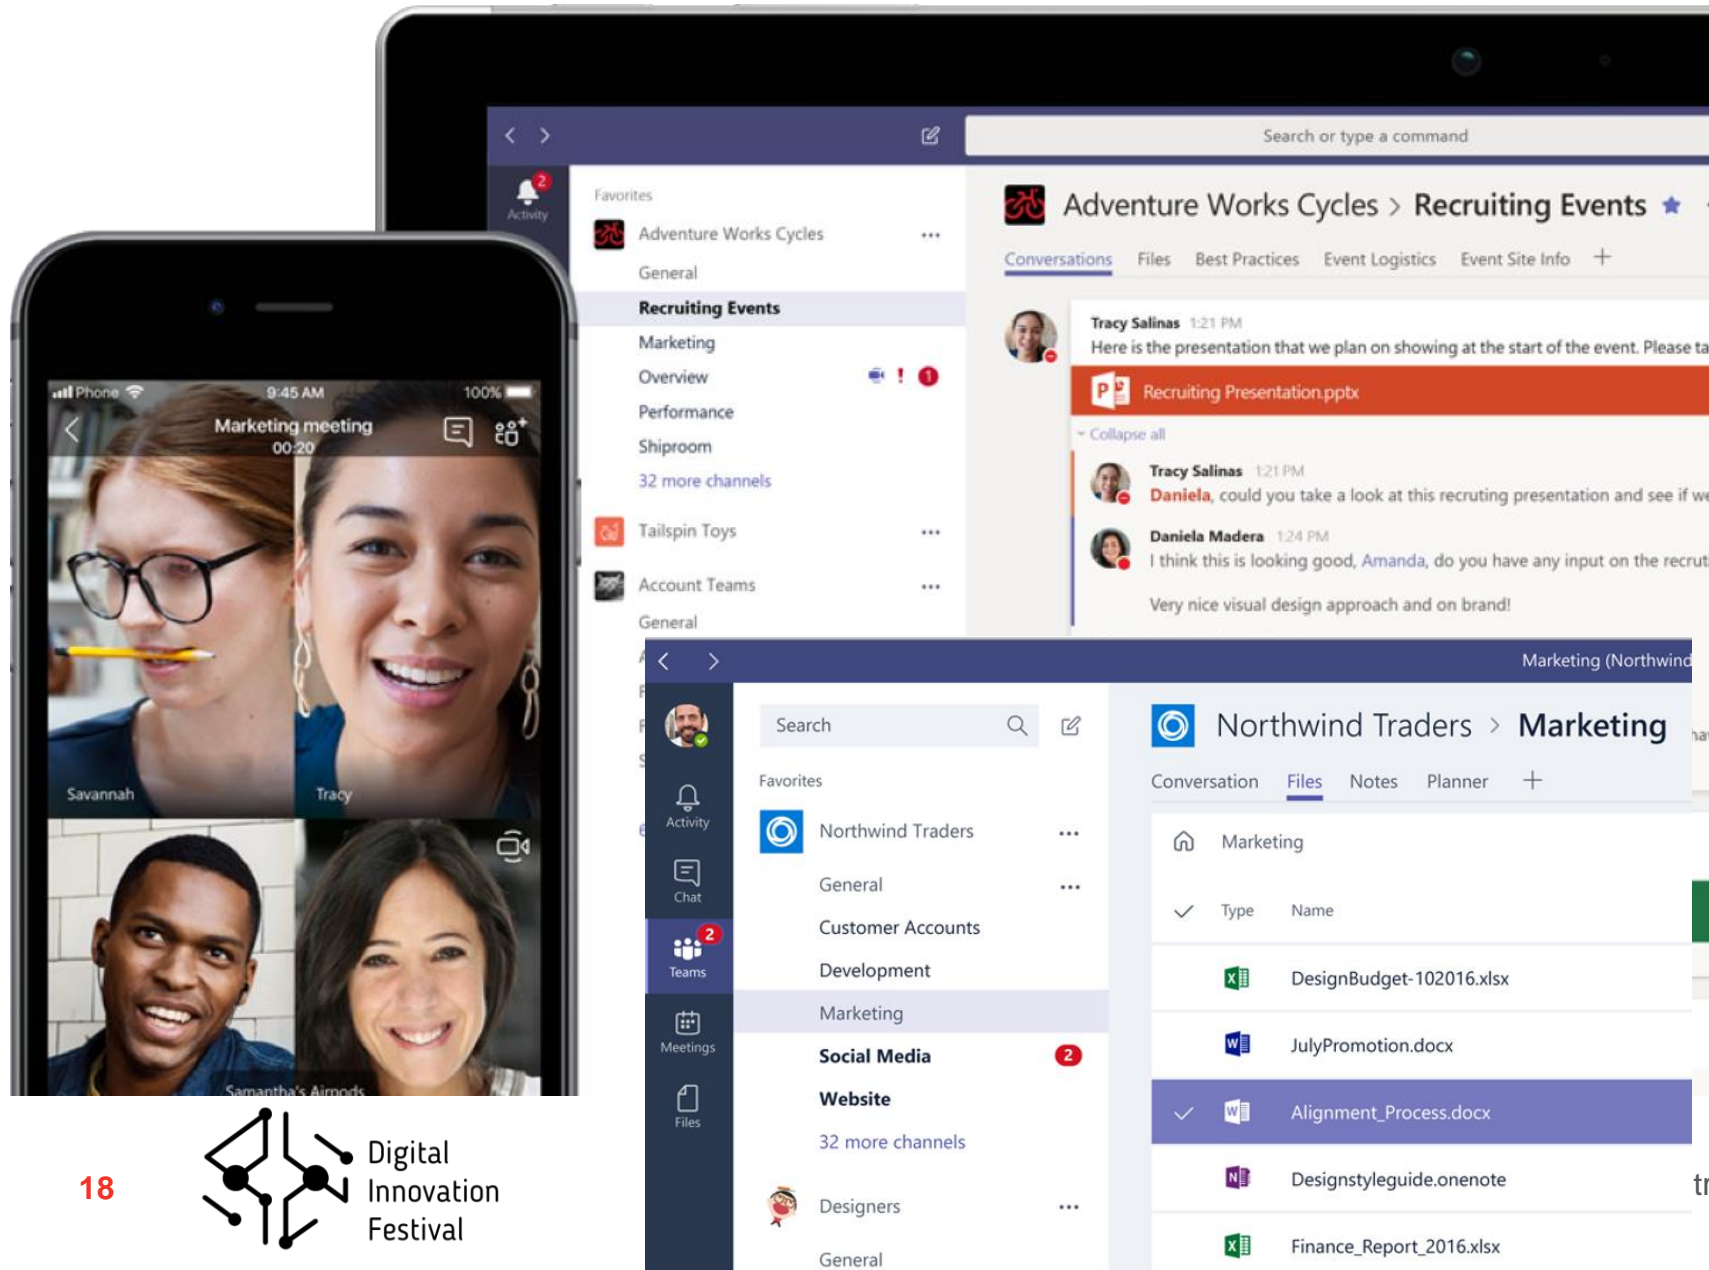 Search or type a command
2
Activity
Favorites
Adventure Works Cycles
General
Recruiting Events
Marketing
Overview
! 1
Performance
Shiproom
32 more channels
Tailspin Toys
Account Teams
General
Adventure Works Cycles > Recruiting Events
Conversations Files Best Practices Event Logistics Event Site Info +
Tracy Salinas 1:21 PM
Here is the presentation that we plan on showing at the start of the event. Please ta
Recruiting Presentation.pptx
Collapse all
Tracy Salinas 1:21 PM
Daniela, could you take a look at this recruting presentation and see if we
Daniela Madera 1:24 PM
I think this is looking good, Amanda, do you have any input on the recrut
Very nice visual design approach and on brand!
Phone 9:45 AM 100%
Marketing meeting
00:20
Savannah
Tracy
Samantha's Airpods
Marketing (Northwind
Search
Favorites
Northwind Traders
General
Customer Accounts
Development
Marketing
Social Media 2
Website
32 more channels
Designers
General
Activity
Chat
2
Teams
Meetings
Files
Northwind Traders > Marketing
Conversation Files Notes Planner +
Marketing
Type Name
DesignBudget-102016.xlsx
JulyPromotion.docx
Alignment_Process.docx
Designstyleguide.onenote
Finance_Report_2016.xlsx
18
Digital
Innovation
Festival